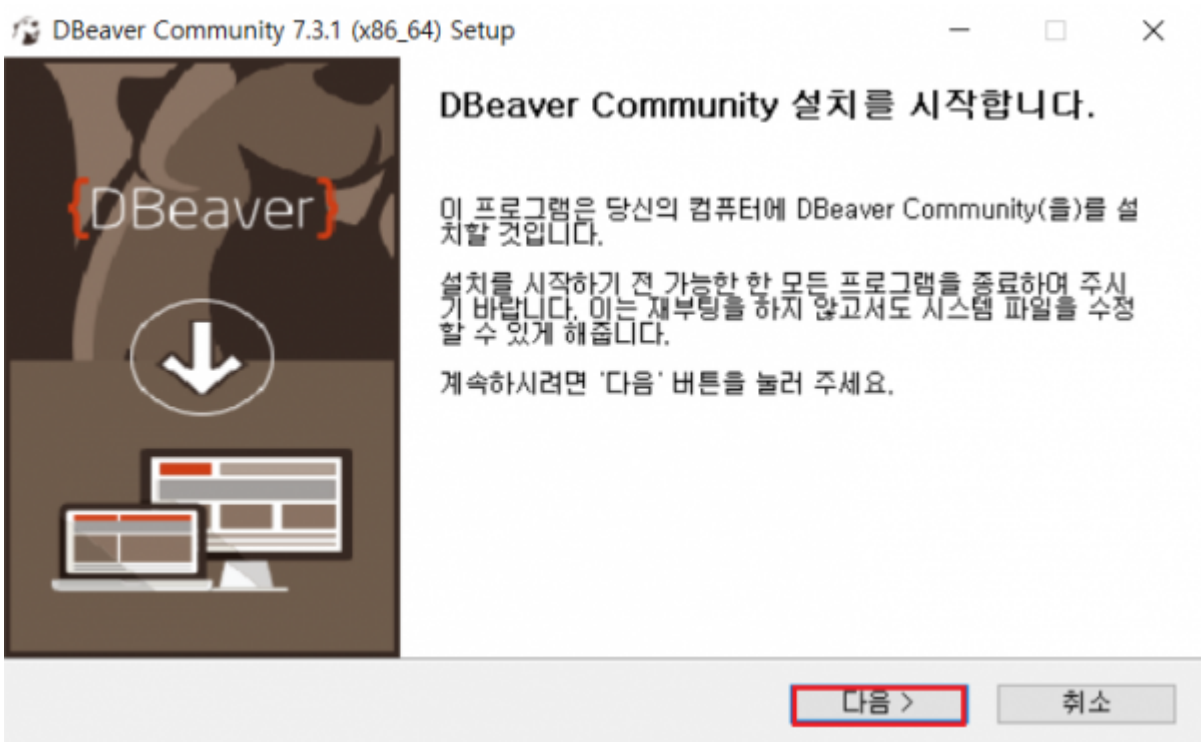 DBeaver Community 7.3.1 (x86_64) Setup
{DBeaver}
DBeaver Community 설치를 시작합니다.
이 프로그램은 당신의 컴퓨터에 DBeaver Community(을)를 설
치할 것입니다.
설치를 시작하기 전 가능한 한 모든 프로그램을 종료하여 주시
기 바랍니다. 이는 재부팅를 하지 않고서도 시스템 파일을 수정
할 수 있게 해줍니다.
계속하시려면 '다음' 버튼을 눌러 주세요.
다음 >
취소